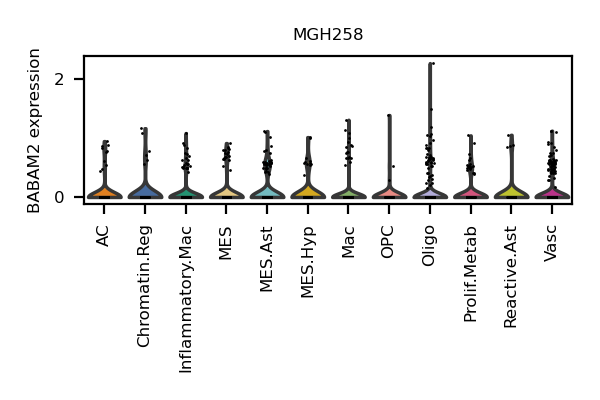 MGH258
BABAM2 expression
2
0
AC
Chromatin.Reg
Inflammatory.Mac
MES
MES.Ast
MES.Hyp
Mac
OPC
Oligo
Prolif.Metab
Reactive.Ast
Vasc